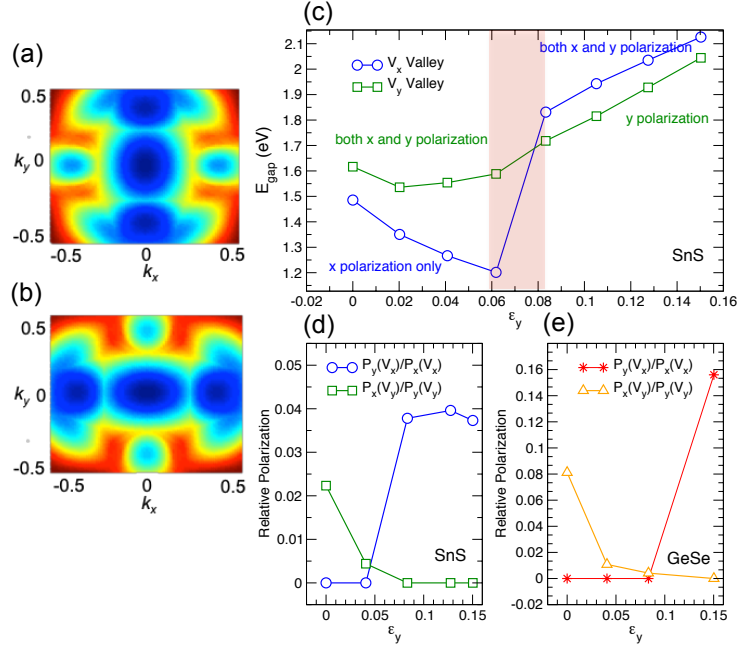 (a)
0.5
k_y 0
-0.5
-0.5
0
0.5
k_x
(b)
0.5
k_y 0
-0.5
-0.5
0
0.5
k_x
(c)
2.1
2
1.9
1.8
1.7
1.6
1.5
1.4
1.3
1.2
E_gap (eV)
V_x Valley
V_y Valley
both x and y polarization
both x and y polarization
y polarization
x polarization only
SnS
-0.02 0 0.02 0.04 0.06 0.08 0.1 0.12 0.14 0.16
ε_y
(d)
0.05
0.04
0.03
0.02
0.01
0
Relative Polarization
P_y(V_x)/P_x(V_x)
P_x(V_y)/P_y(V_y)
SnS
0 0.05 0.1 0.15
ε_y
(e)
0.16
0.14
0.12
0.1
0.08
0.06
0.04
0.02
0
-0.02
Relative Polarization
P_y(V_x)/P_x(V_x)
P_x(V_y)/P_y(V_y)
GeSe
0 0.05 0.1 0.15
ε_y